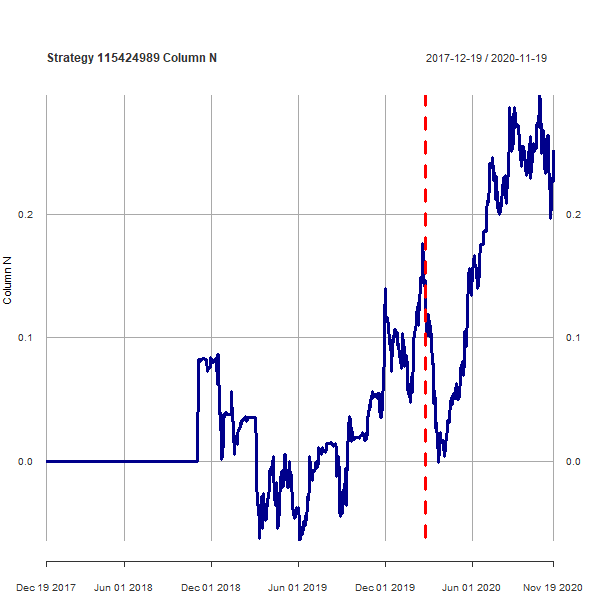 Strategy 115424989 Column N
2017-12-19 / 2020-11-19
Column N
0.2
0.2
0.1
0.1
0.0
0.0
Dec 19 2017
Jun 01 2018
Dec 01 2018
Jun 01 2019
Dec 01 2019
Jun 01 2020
Nov 19 2020